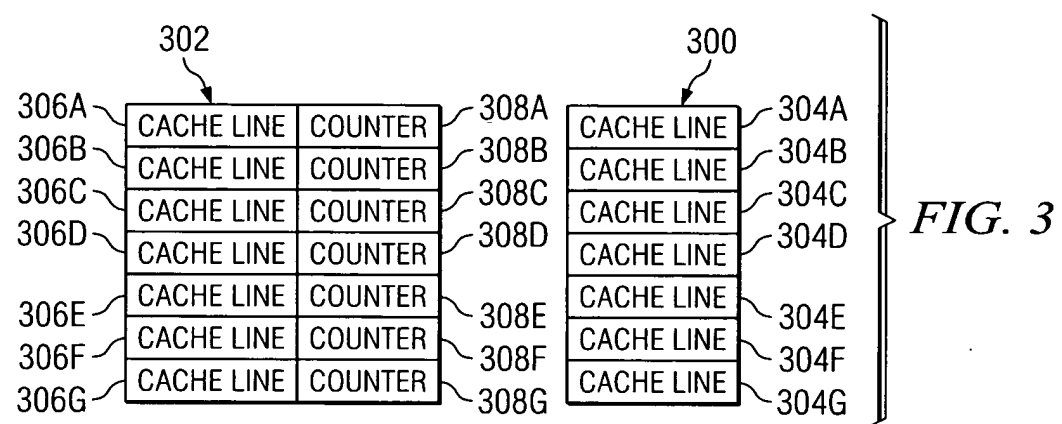 302 300
306A CACHE LINE COUNTER 308A CACHE LINE 304A
306B CACHE LINE COUNTER 308B CACHE LINE 304B
306C CACHE LINE COUNTER 308C CACHE LINE 304C
306D CACHE LINE COUNTER 308D CACHE LINE 304D
306E CACHE LINE COUNTER 308E CACHE LINE 304E
306F CACHE LINE COUNTER 308F CACHE LINE 304F
306G CACHE LINE COUNTER 308G CACHE LINE 304G
FIG. 3